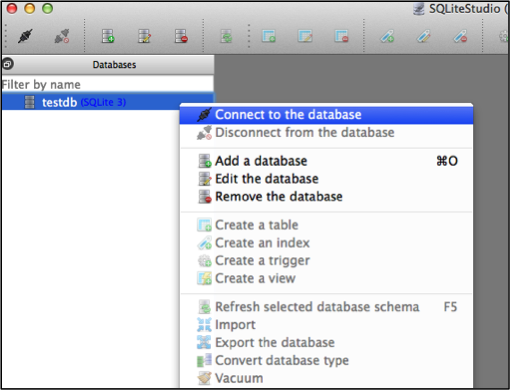 SQLiteStudio (
Databases
Filter by name
testdb (SQLite 3)
Connect to the database
Disconnect from the database
Add a database ⌘O
Edit the database
Remove the database
Create a table
Create an index
Create a trigger
Create a view
Refresh selected database schema F5
Import
Export the database
Convert database type
Vacuum